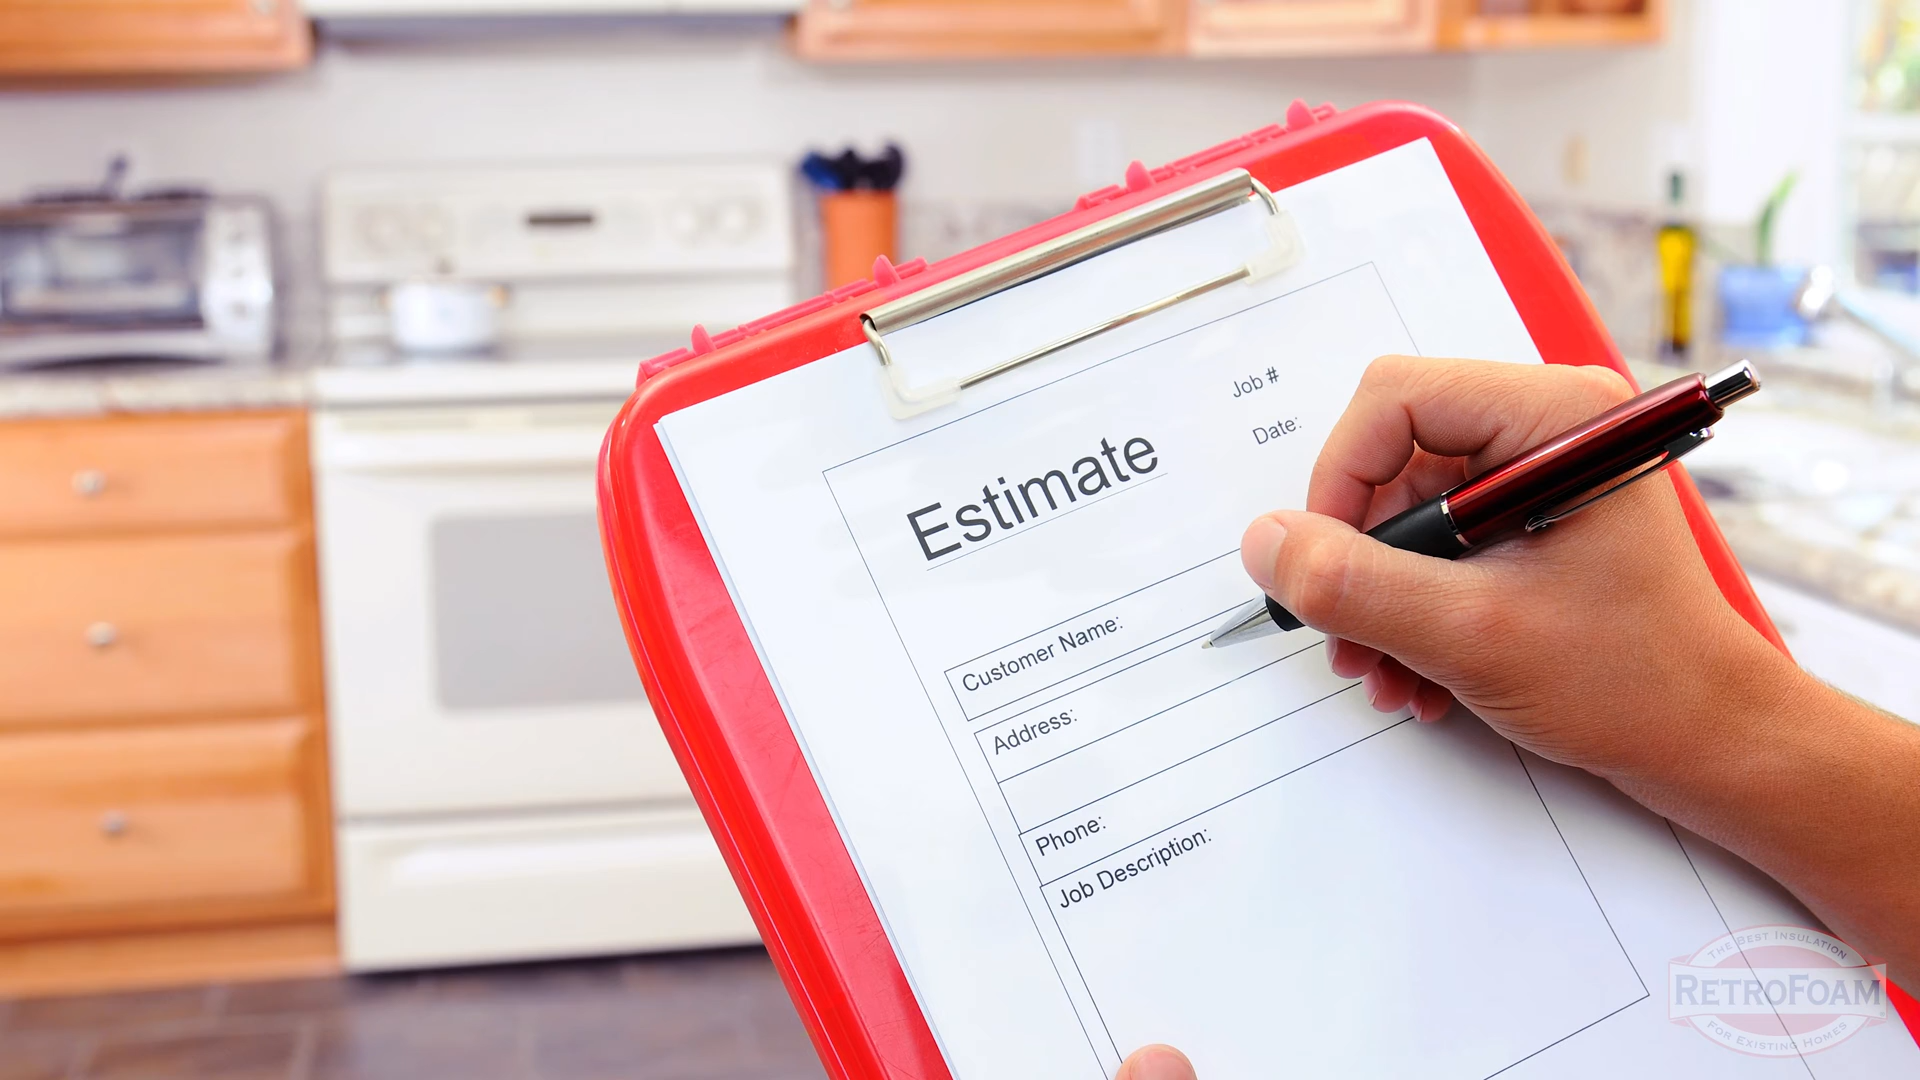 Job #
Date:
Estimate
Customer Name:
Address:
Phone:
Job Description:
THE BEST INSULATION
RETROFOAM
FOR EXISTING HOMES